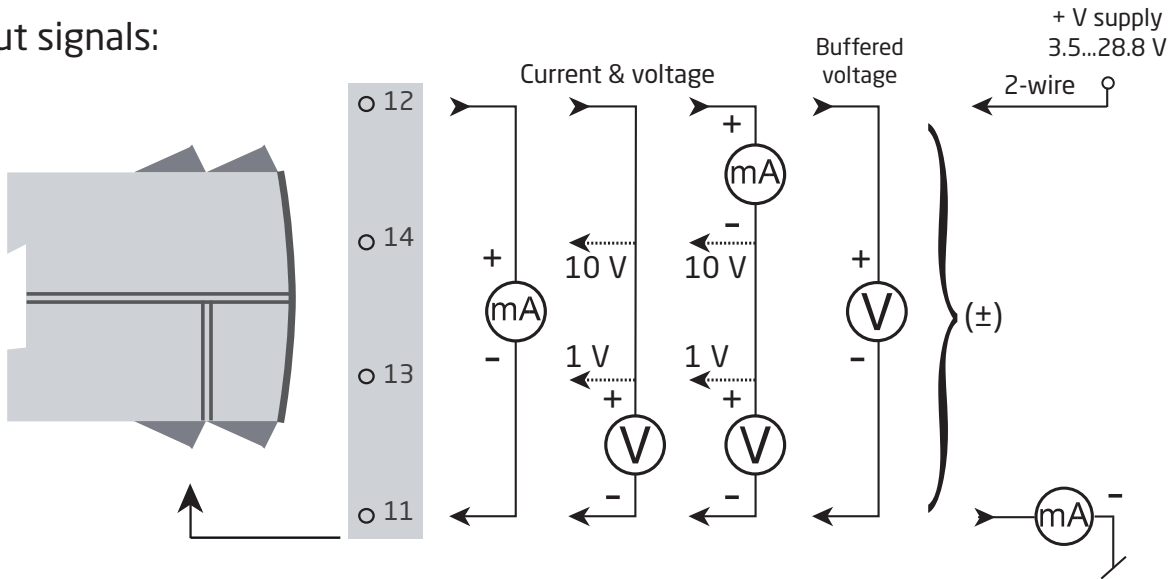 ut signals:
+ V supply
3.5...28.8 V
Buffered
voltage
Current & voltage
2-wire
12
+
mA
14
-
+
10 V
10 V
+
mA
V
(±)
-
1 V
1 V
-
13
+
+
V
V
-
-
11
mA
-